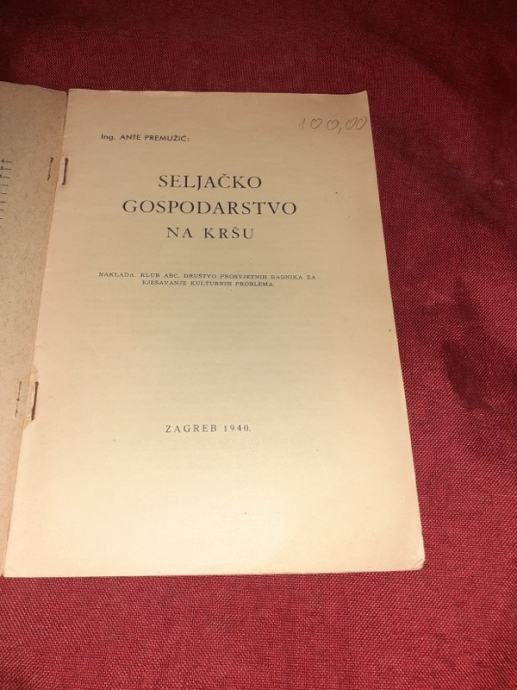 100,00
Ing. ANTE PREMUŽIĆ:
SELJAČKO
GOSPODARSTVO
NA KRŠU
NAKLADA: KLUB ABC, DRUŠTVO PROSVJETNIH RADNIKA ZA
RJEŠAVANJE KULTURNIH PROBLEMA.
ZAGREB 1940.